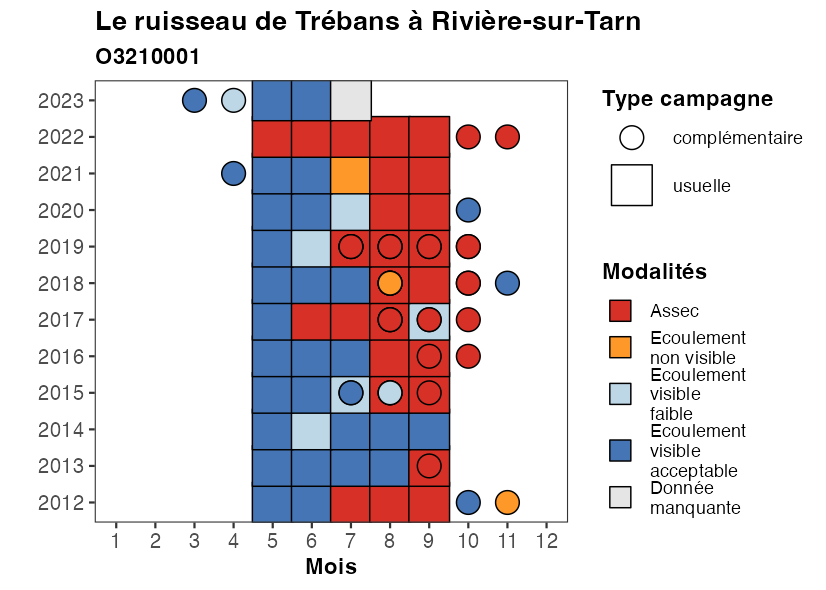 Le ruisseau de Trébans à Rivière-sur-Tarn
O3210001
2023
2022
2021
2020
2019
2018
2017
2016
2015
2014
2013
2012
1 2 3 4 5 6 7 8 9 10 11 12
Mois
Type campagne
complémentaire
usuelle
Modalités
Assec
Ecoulement
non visible
Ecoulement
visible
faible
Ecoulement
visible
acceptable
Donnée
manquante